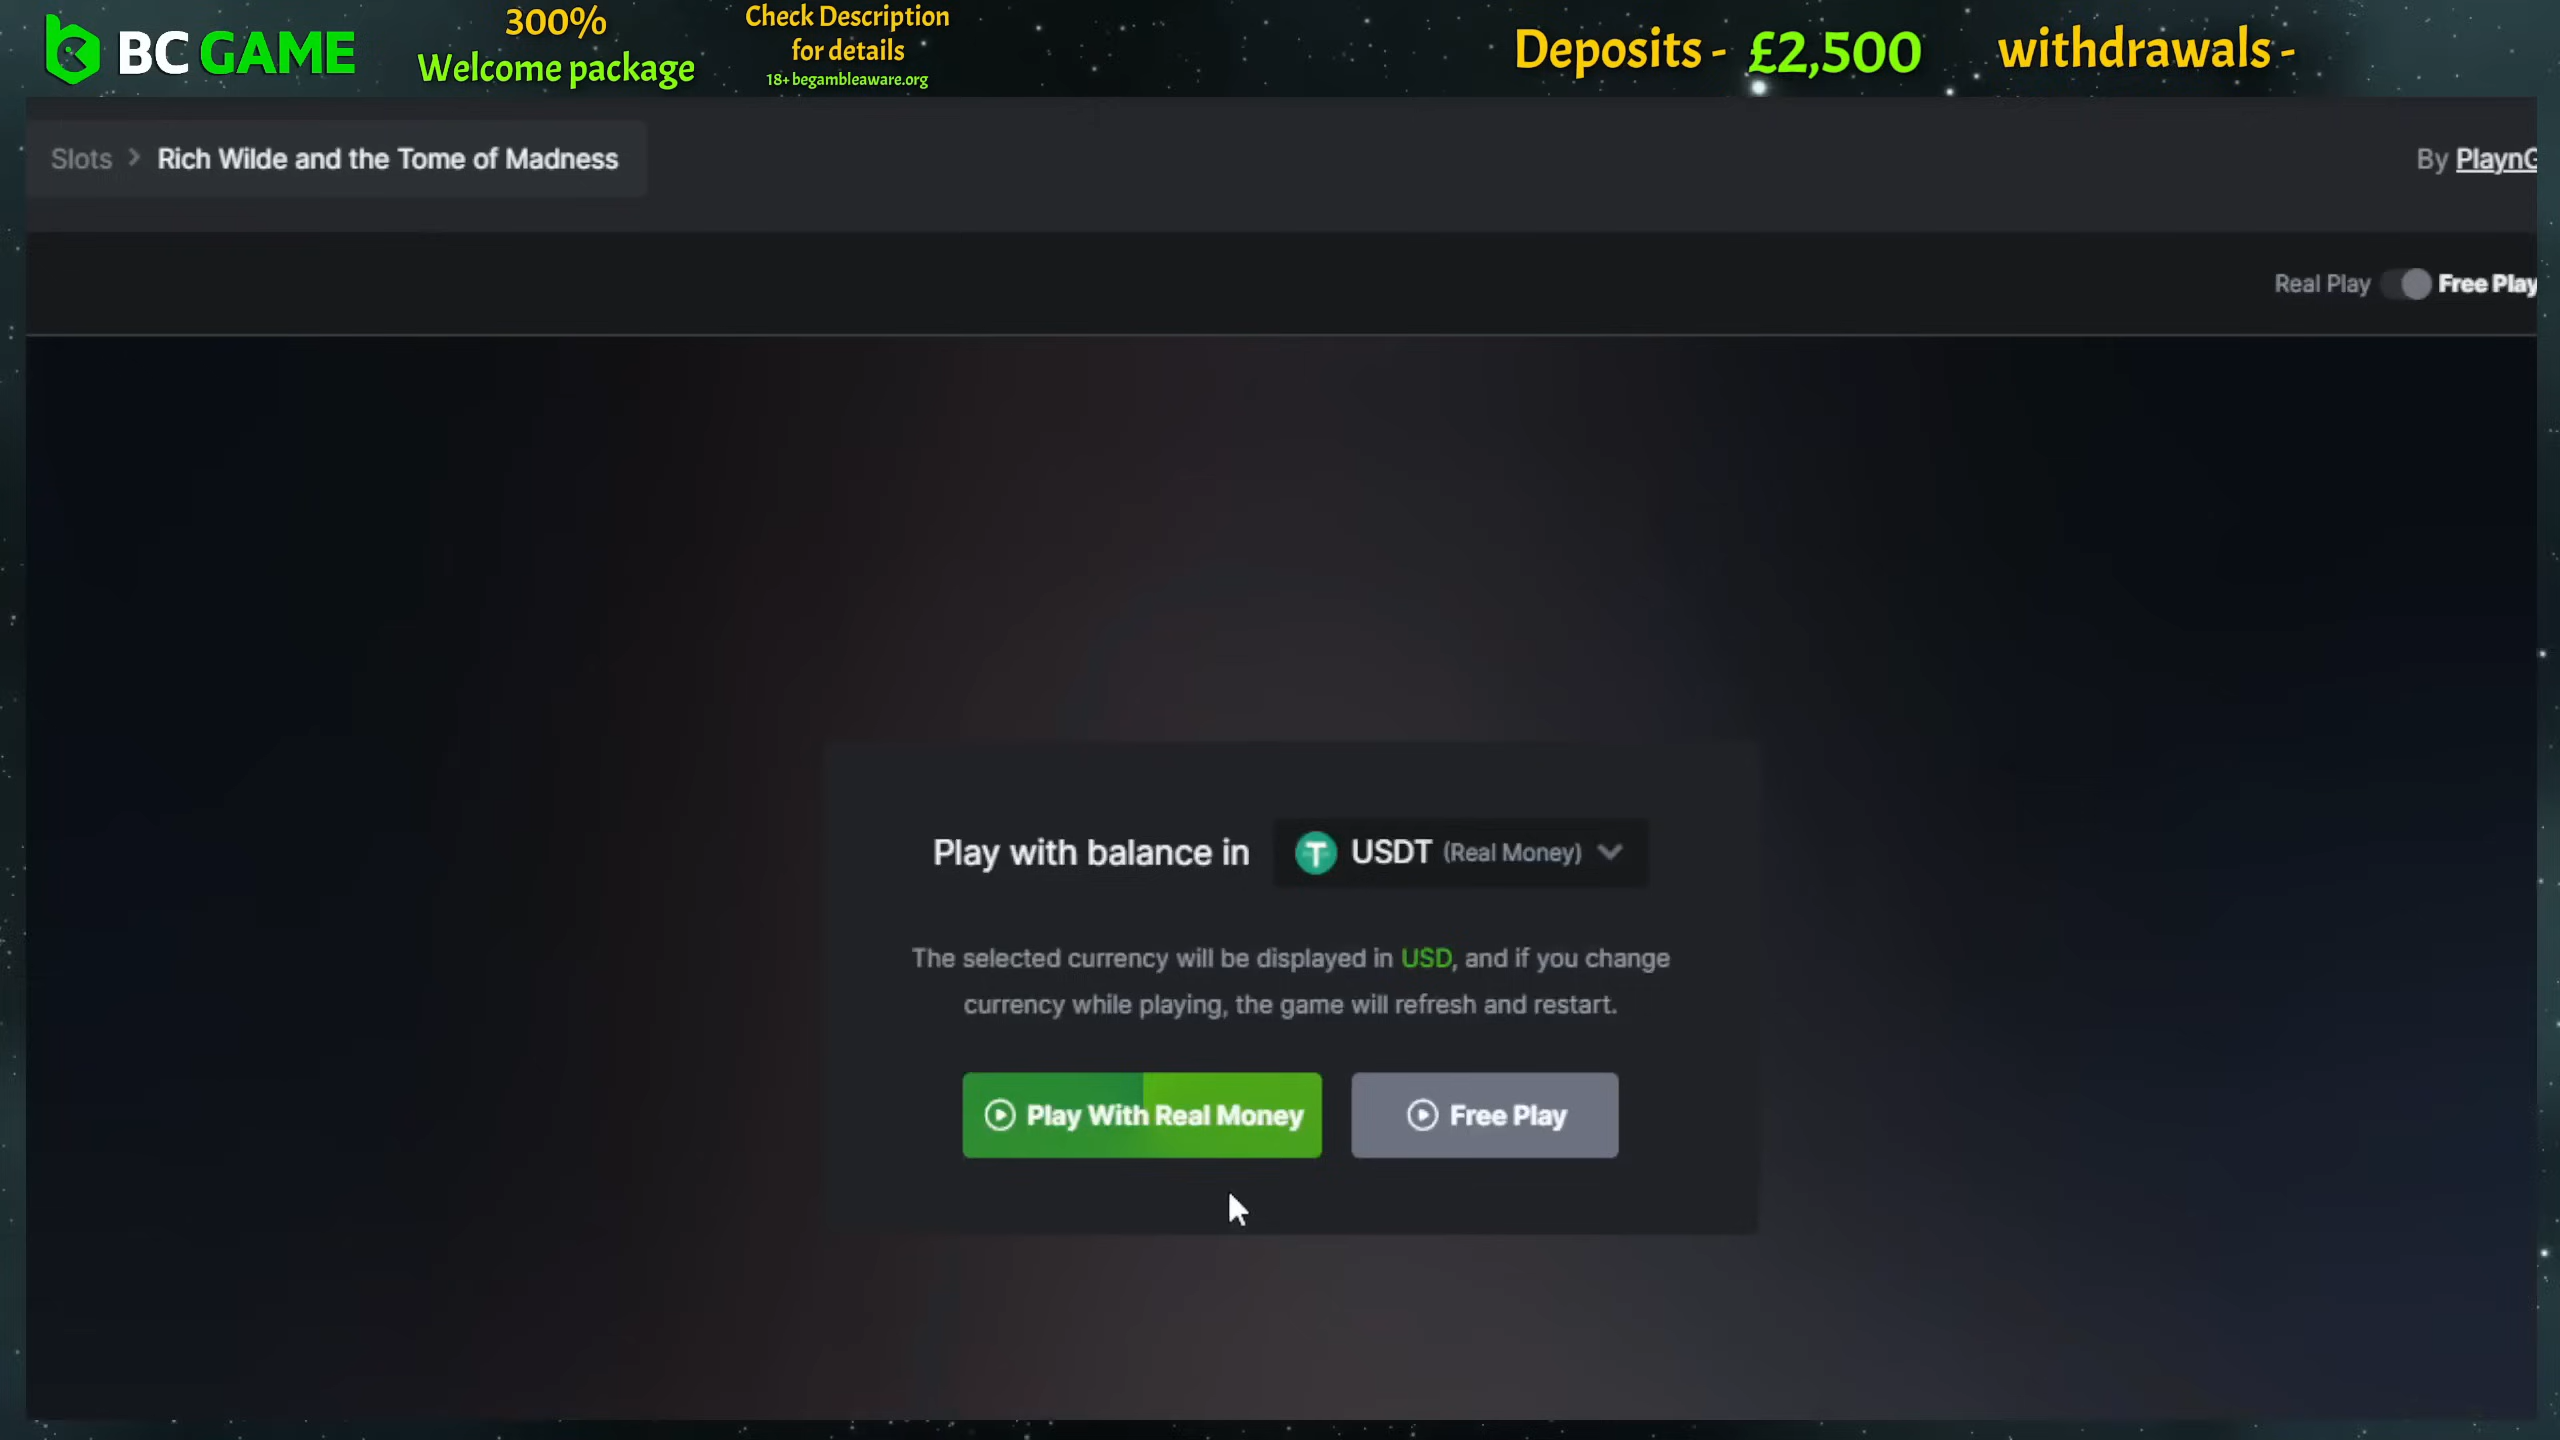 BC GAME
300%
Welcome package
Check Description
for details
18+ begambleaware.org
Deposits - £2,500
withdrawals -
Slots > Rich Wilde and the Tome of Madness
By PlaynG
Real Play
Free Play
Play with balance in
USDT (Real Money)
The selected currency will be displayed in USD, and if you change
currency while playing, the game will refresh and restart.
Play With Real Money
Free Play